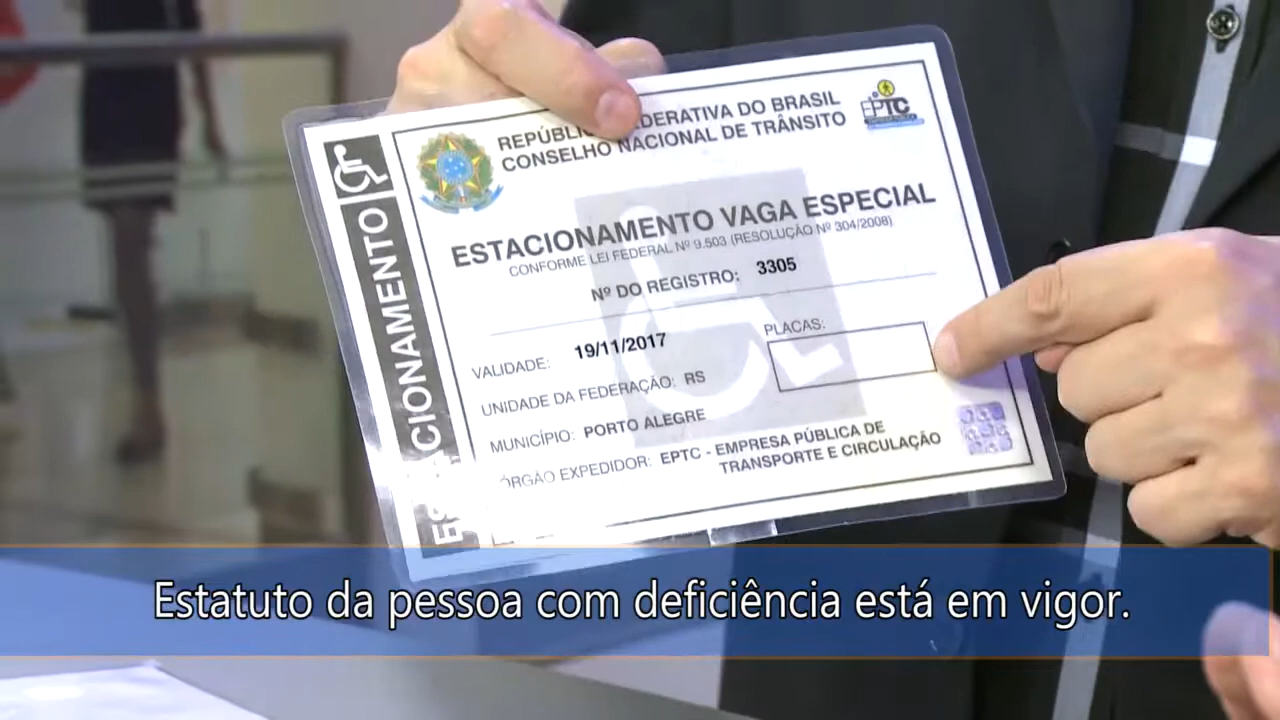 REPÚBLI DERATIVA DO BRASIL
CONSELHO NACIONAL DE TRÂNSITO
EPTC
ESTACIONAMENTO VAGA ESPECIAL
CONFORME LEI FEDERAL Nº 9.503 (RESOLUÇÃO Nº 304/2008)
Nº DO REGISTRO: 3305
VALIDADE: 19/11/2017
PLACAS:
UNIDADE DA FEDERAÇÃO: RS
MUNICÍPIO: PORTO ALEGRE
ÓRGÃO EXPEDIDOR: EPTC - EMPRESA PÚBLICA DE
TRANSPORTE E CIRCULAÇÃO
ESTACIONAMENTO
Estatuto da pessoa com deficiência está em vigor.